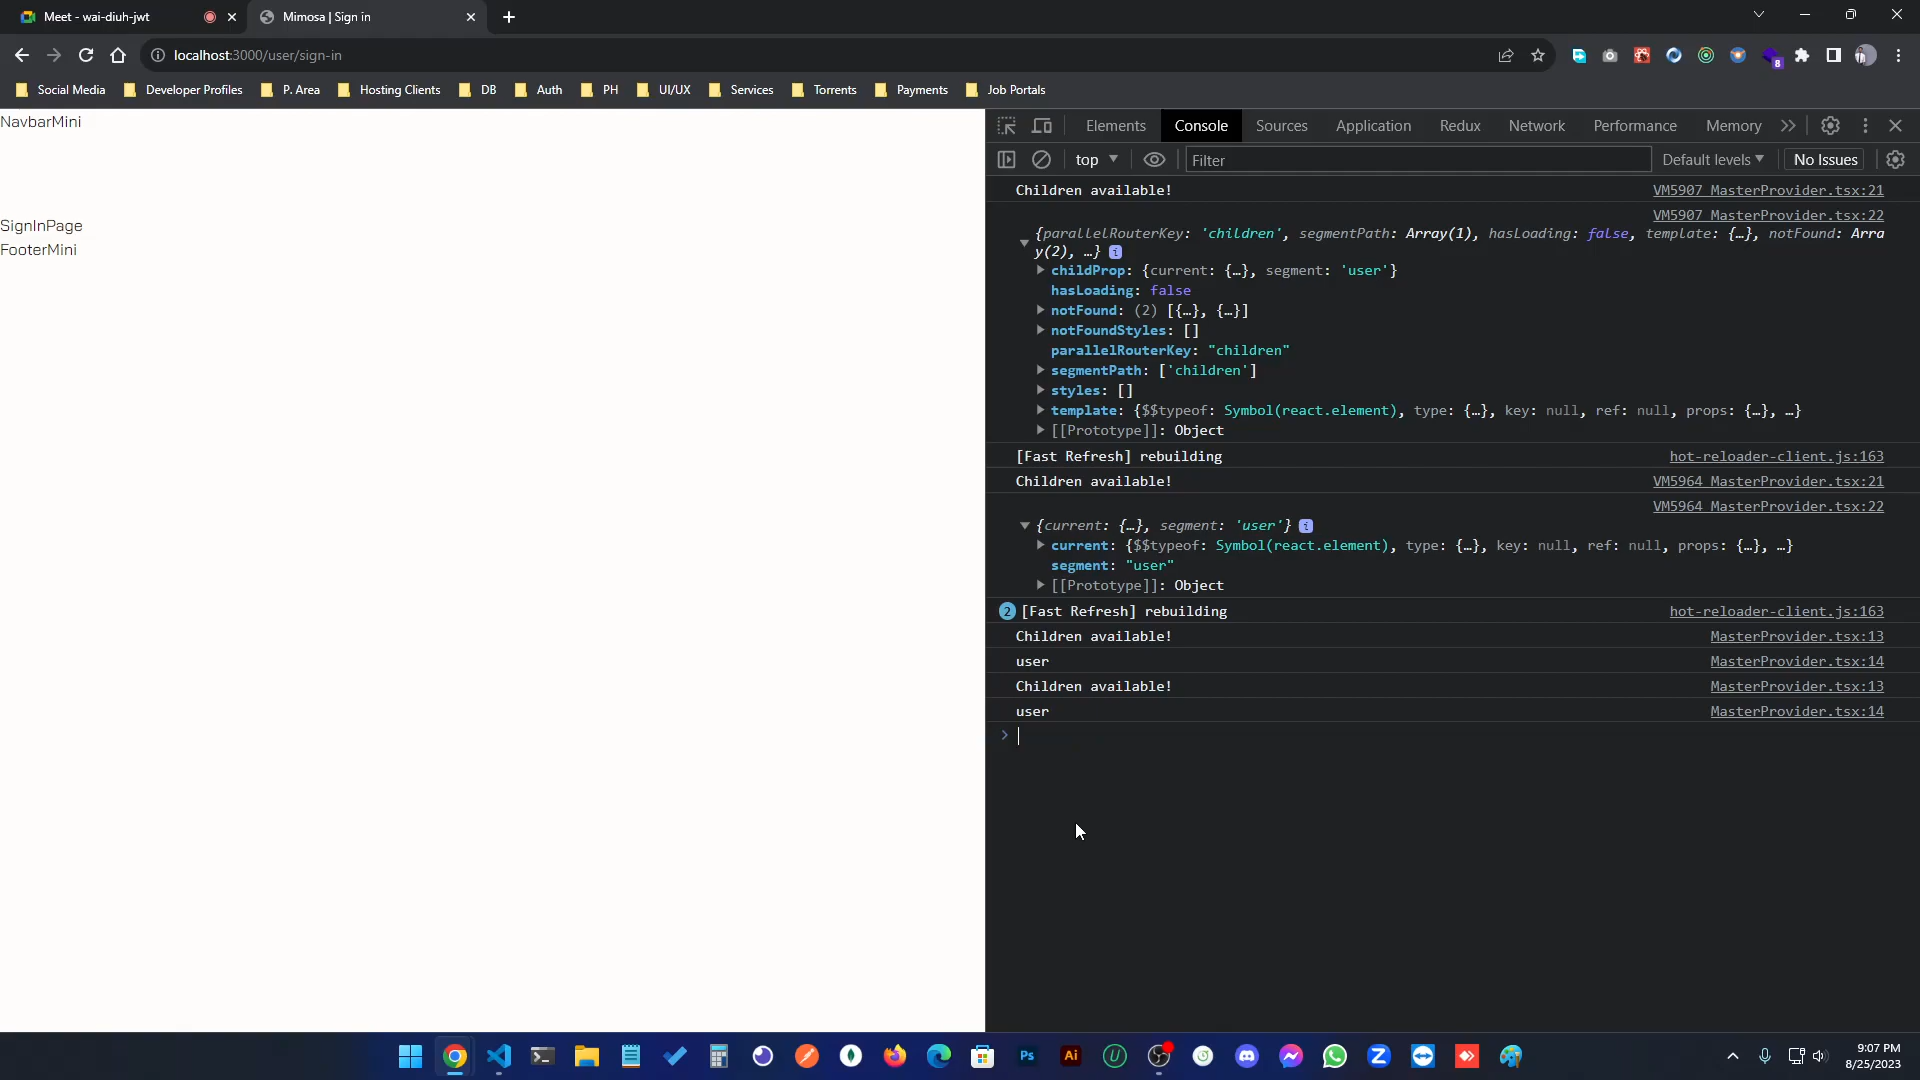 Meet - wai-diuh-jwt
Mimosa | Sign in
localhost:3000/user/sign-in
8
Social Media
Developer Profiles
P. Area
Hosting Clients
DB
Auth
PH
UI/UX
Services
Torrents
Payments
Job Portals
NavbarMini
SignInPage
FooterMini
Elements
Console
Sources
Application
Redux
Network
Performance
Memory
top
Filter
Default levels
No Issues
Children available! VM5907 MasterProvider.tsx:21
VM5907 MasterProvider.tsx:22
{parallelRouterKey: 'children', segmentPath: Array(1), hasLoading: false, template: {…}, notFound: Arra
y(2), …} i
childProp: {current: {…}, segment: 'user'}
hasLoading: false
notFound: (2) [{…}, {…}]
notFoundStyles: []
parallelRouterKey: "children"
segmentPath: ['children']
styles: []
template: {$$typeof: Symbol(react.element), type: {…}, key: null, ref: null, props: {…}, …}
[[Prototype]]: Object
[Fast Refresh] rebuilding hot-reloader-client.js:163
Children available! VM5964 MasterProvider.tsx:21
VM5964 MasterProvider.tsx:22
{current: {…}, segment: 'user'} i
current: {$$typeof: Symbol(react.element), type: {…}, key: null, ref: null, props: {…}, …}
segment: "user"
[[Prototype]]: Object
2 [Fast Refresh] rebuilding hot-reloader-client.js:163
Children available! MasterProvider.tsx:13
user MasterProvider.tsx:14
Children available! MasterProvider.tsx:13
user MasterProvider.tsx:14
Ps
Ai
9:07 PM
8/25/2023